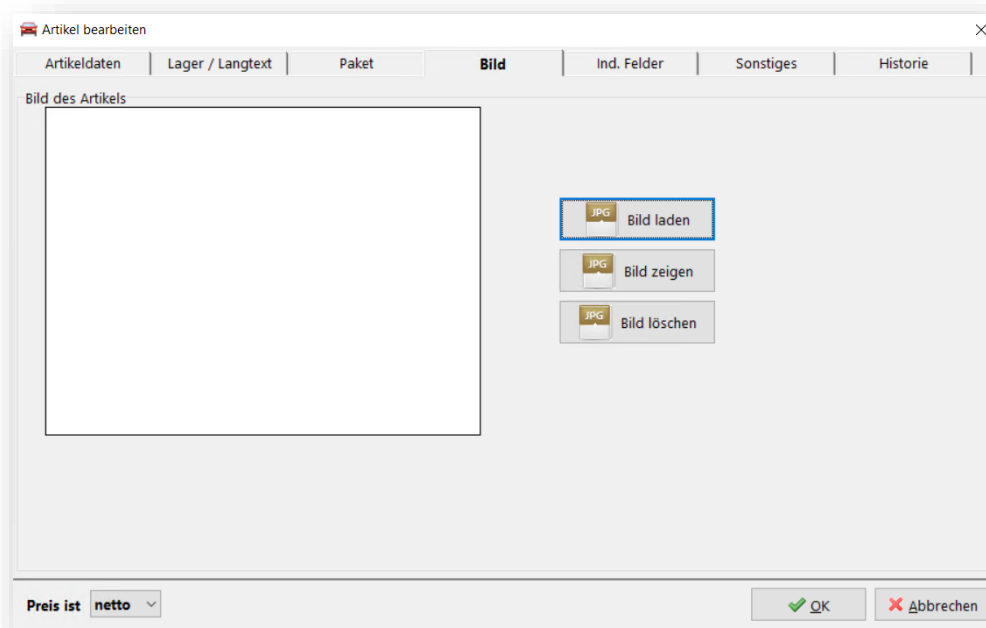 Artikel bearbeiten
Artikeldaten Lager / Langtext Paket Bild Ind. Felder Sonstiges Historie
Bild des Artikels
JPG Bild laden
JPG Bild zeigen
JPG Bild löschen
Preis ist netto OK Abbrechen